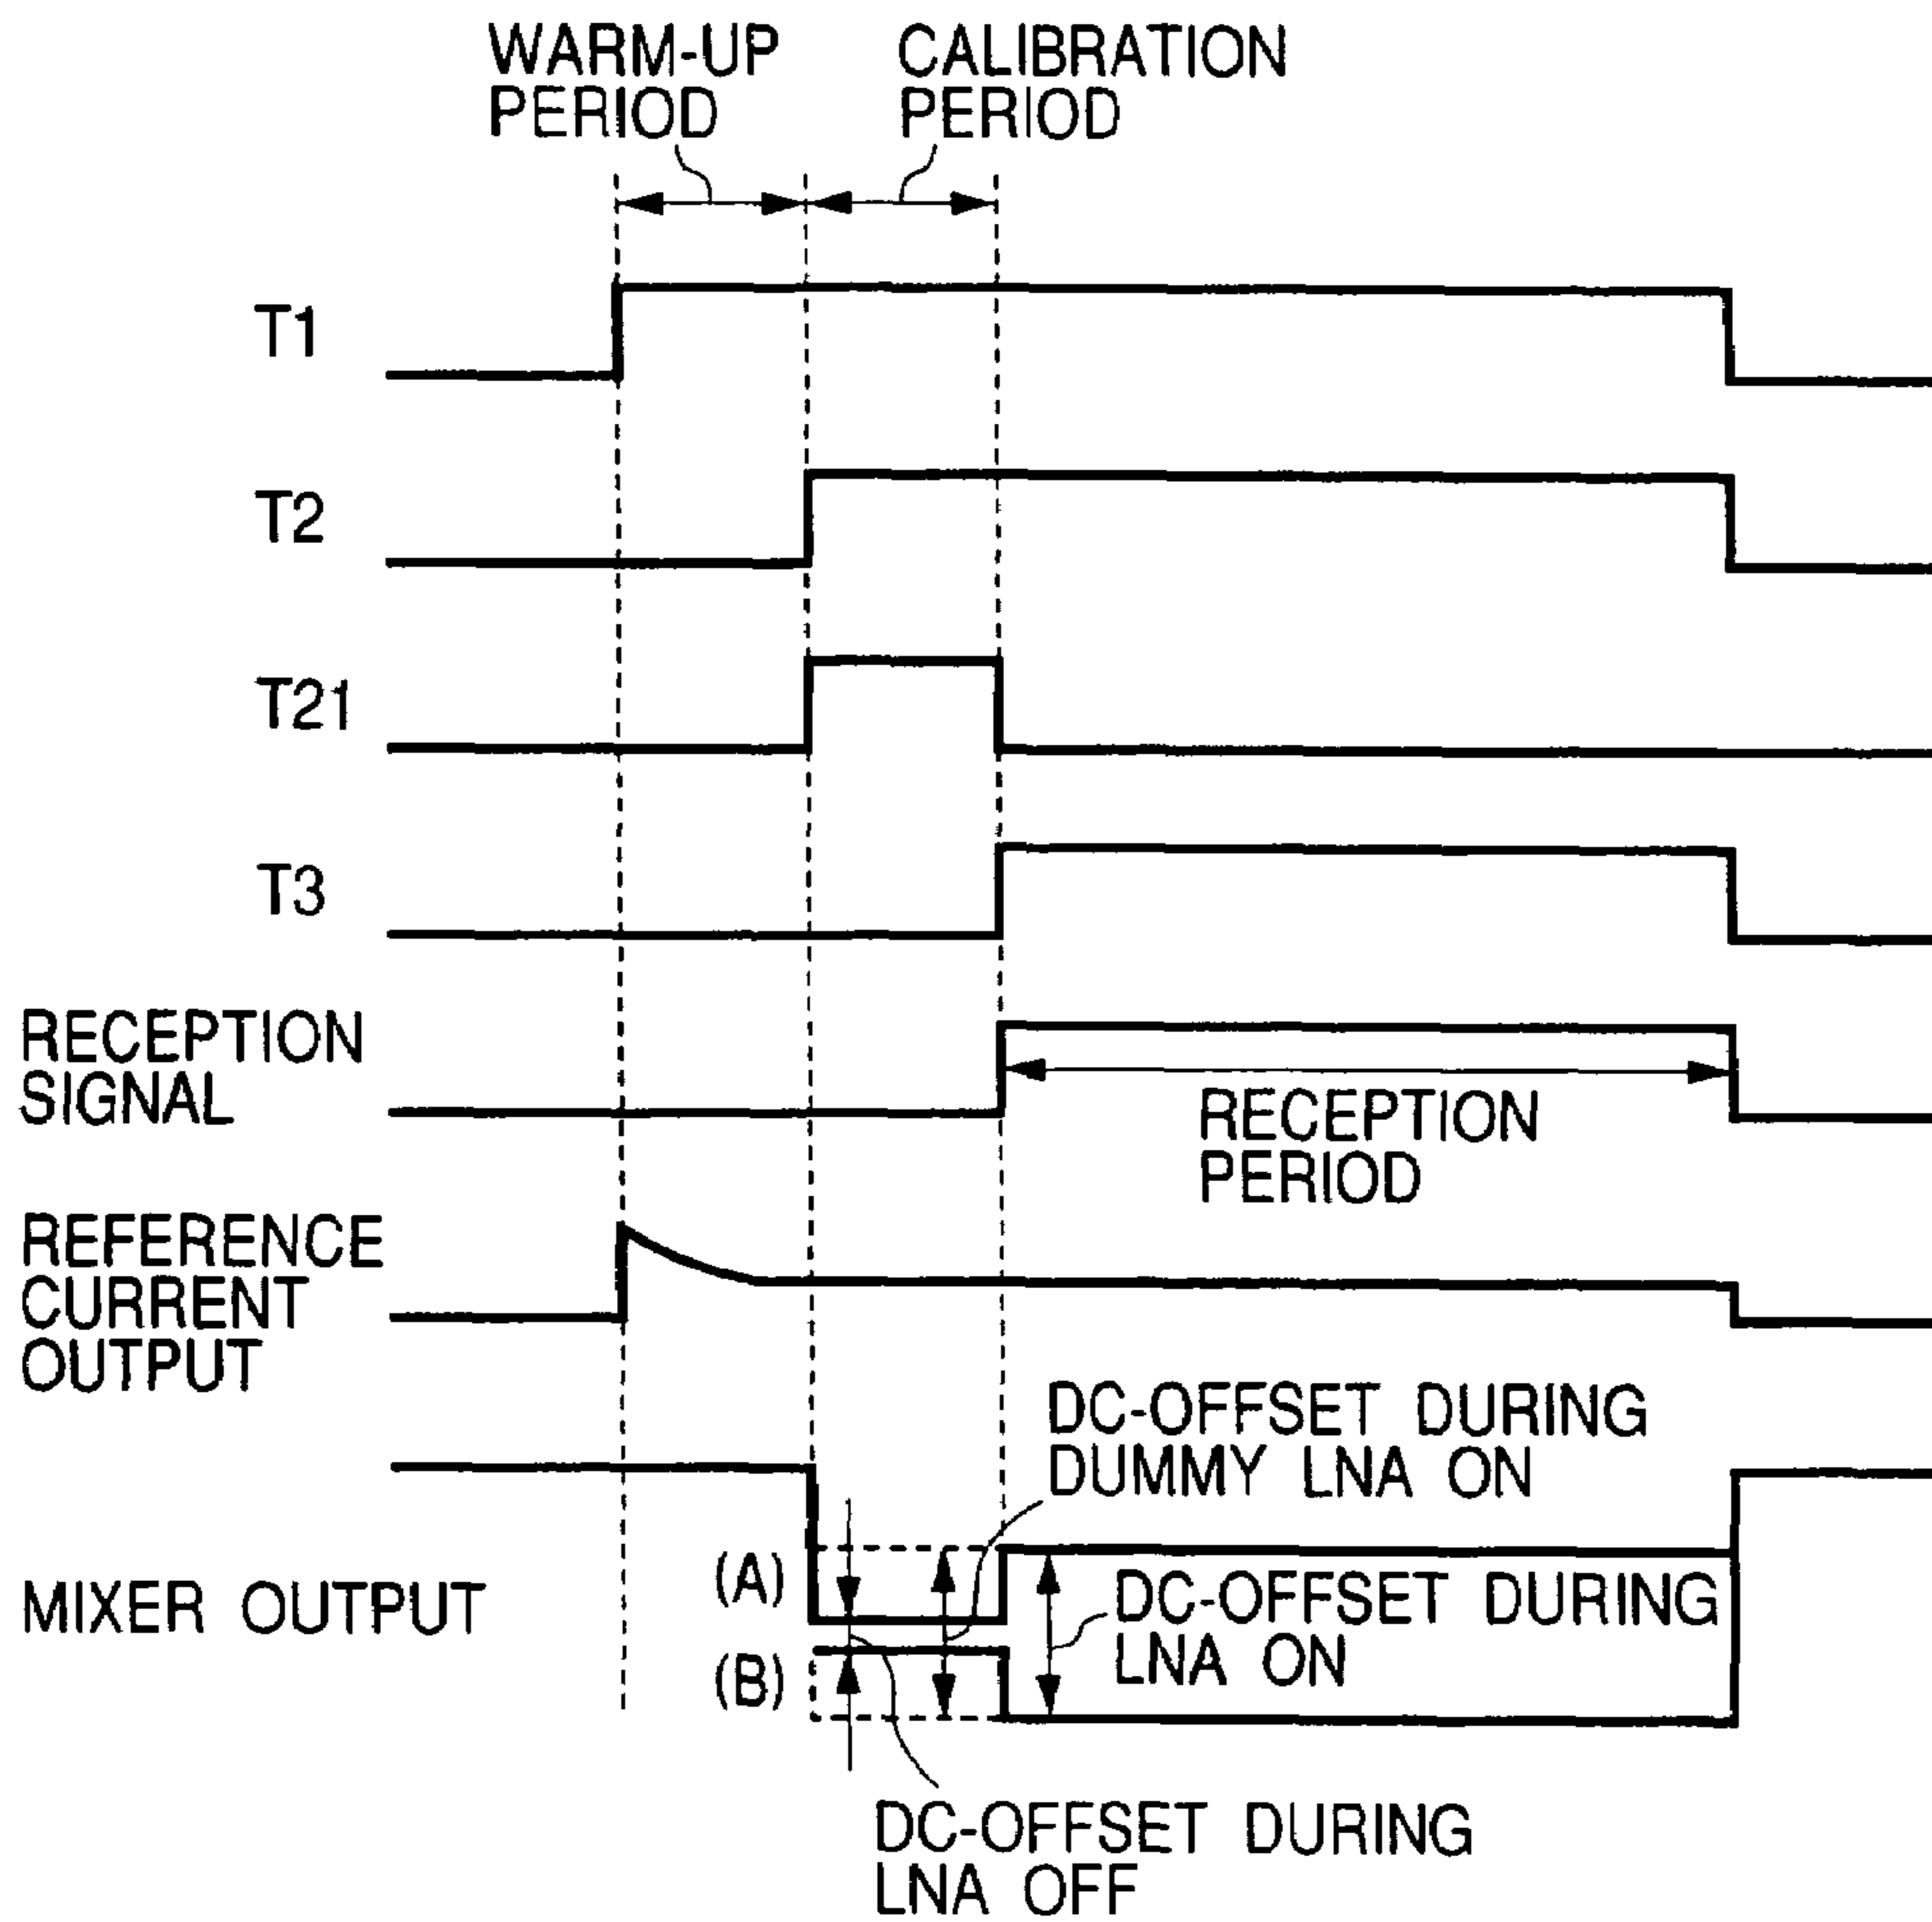 WARM-UP
PERIOD
CALIBRATION
PERIOD
T1
T2
T21
T3
RECEPTION
SIGNAL
RECEPTION
PERIOD
REFERENCE
CURRENT
OUTPUT
DC-OFFSET DURING
DUMMY LNA ON
MIXER OUTPUT
(A)
(B)
DC-OFFSET DURING
LNA ON
DC-OFFSET DURING
LNA OFF